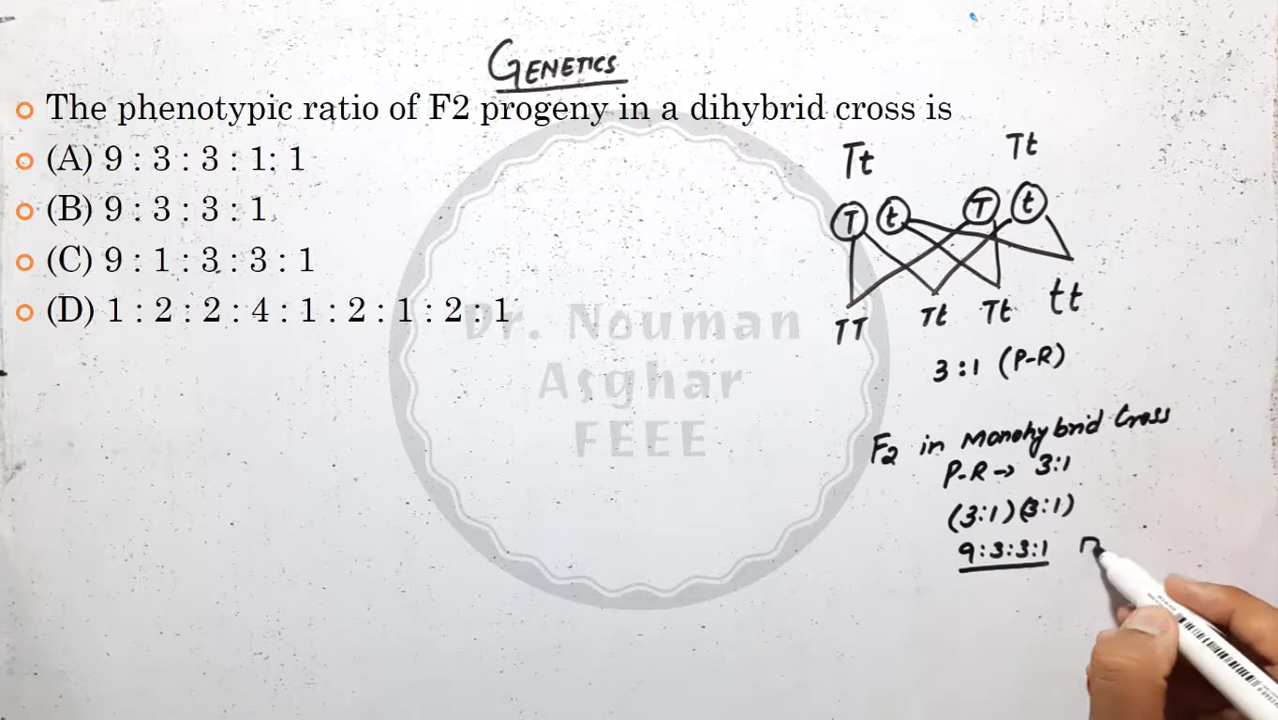 GENETICS
The phenotypic ratio of F2 progeny in a dihybrid cross is
(A) 9 : 3 : 3 : 1: 1
(B) 9 : 3 : 3 : 1
(C) 9 : 1 : 3 : 3 : 1
(D) 1 : 2 : 2 : 4 : 1 : 2 : 1 : 2 : 1
Dr. Nouman
Asghar
FEEE
Tt Tt
T t T t
TT Tt Tt tt
3:1 (P-R)
F2 in Monohybrid Cross
P-R → 3:1
(3:1)(3:1)
9:3:3:1